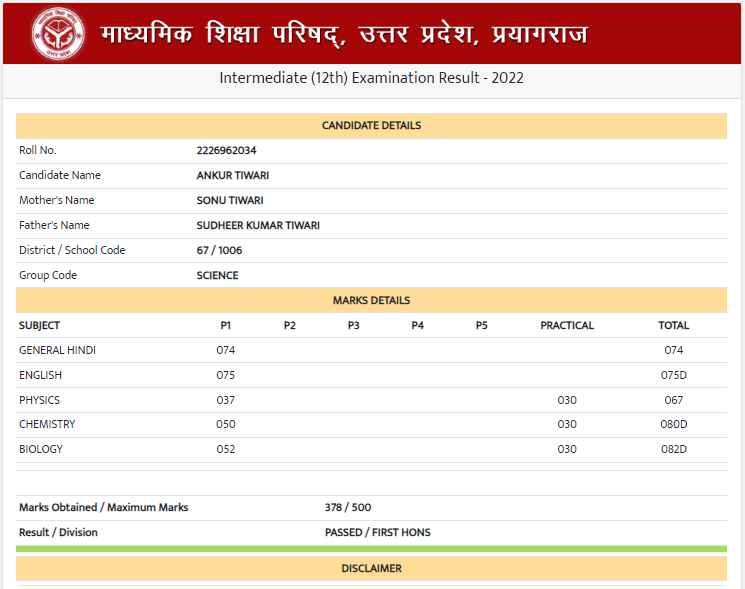 माध्यमिक शिक्षा परिषद्, उत्तर प्रदेश, प्रयागराज
Intermediate (12th) Examination Result - 2022
CANDIDATE DETAILS
Roll No. 2226962034
Candidate Name ANKUR TIWARI
Mother's Name SONU TIWARI
Father's Name SUDHEER KUMAR TIWARI
District / School Code 67 / 1006
Group Code SCIENCE
MARKS DETAILS
SUBJECT P1 P2 P3 P4 P5 PRACTICAL TOTAL
GENERAL HINDI 074 074
ENGLISH 075 075D
PHYSICS 037 030 067
CHEMISTRY 050 030 080D
BIOLOGY 052 030 082D
Marks Obtained / Maximum Marks 378 / 500
Result / Division PASSED / FIRST HONS
DISCLAIMER